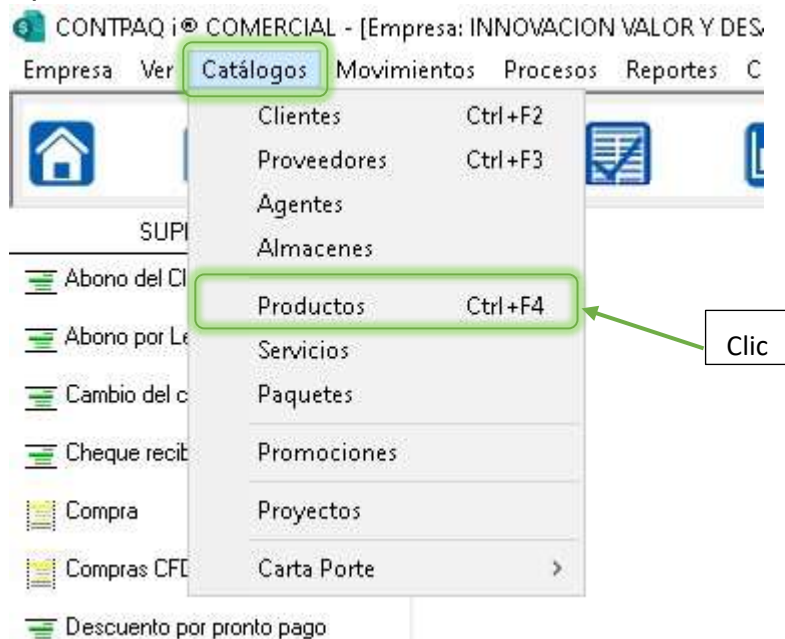 CONTPAQ i® COMERCIAL - [Empresa: INNOVACION VALOR Y DES
Empresa Ver Catálogos Movimientos Procesos Reportes C
Clientes Ctrl+F2
Proveedores Ctrl+F3
Agentes
SUP
Almacenes
Abono del Cl
Productos Ctrl+F4
Abono por Le
Clic
Servicios
Cambio del c
Paquetes
Cheque recib
Promociones
Compra
Proyectos
Compras CFD
Carta Porte >
Descuento por pronto pago